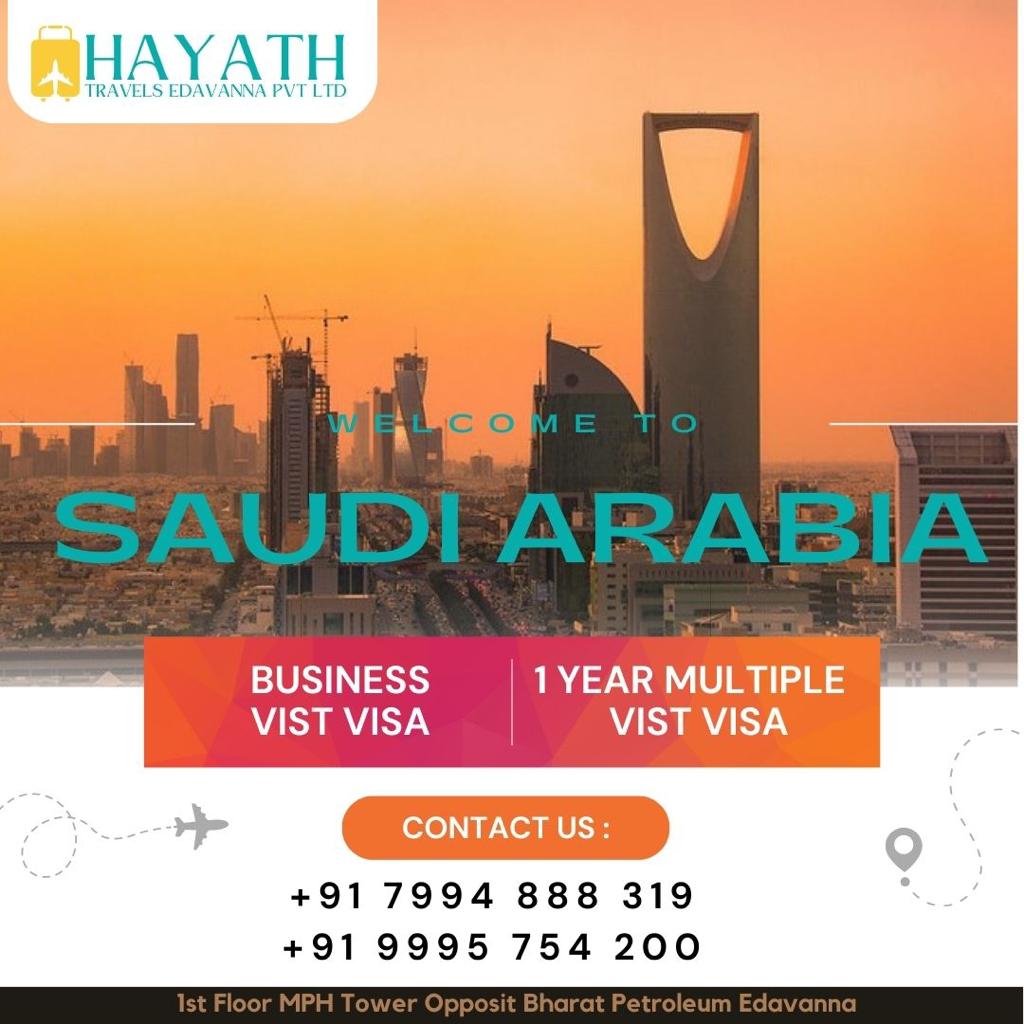 HAYATH
TRAVELS EDAVANNA PVT LTD
WELCOME TO
SAUDI ARABIA
BUSINESS
VIST VISA
1 YEAR MULTIPLE
VIST VISA
CONTACT US :
+91 7994 888 319
+91 9995 754 200
1st Floor MPH Tower Opposit Bharat Petroleum Edavanna